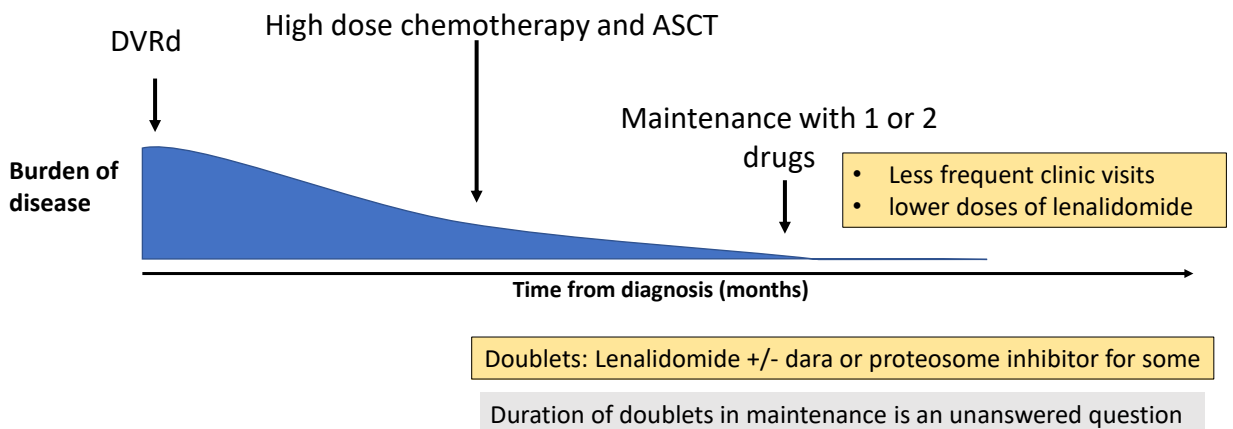 High dose chemotherapy and ASCT
DVRd
Maintenance with 1 or 2
drugs
Burden of
disease
• Less frequent clinic visits
• lower doses of lenalidomide
Time from diagnosis (months)
Doublets: Lenalidomide +/- dara or proteosome inhibitor for some
Duration of doublets in maintenance is an unanswered question